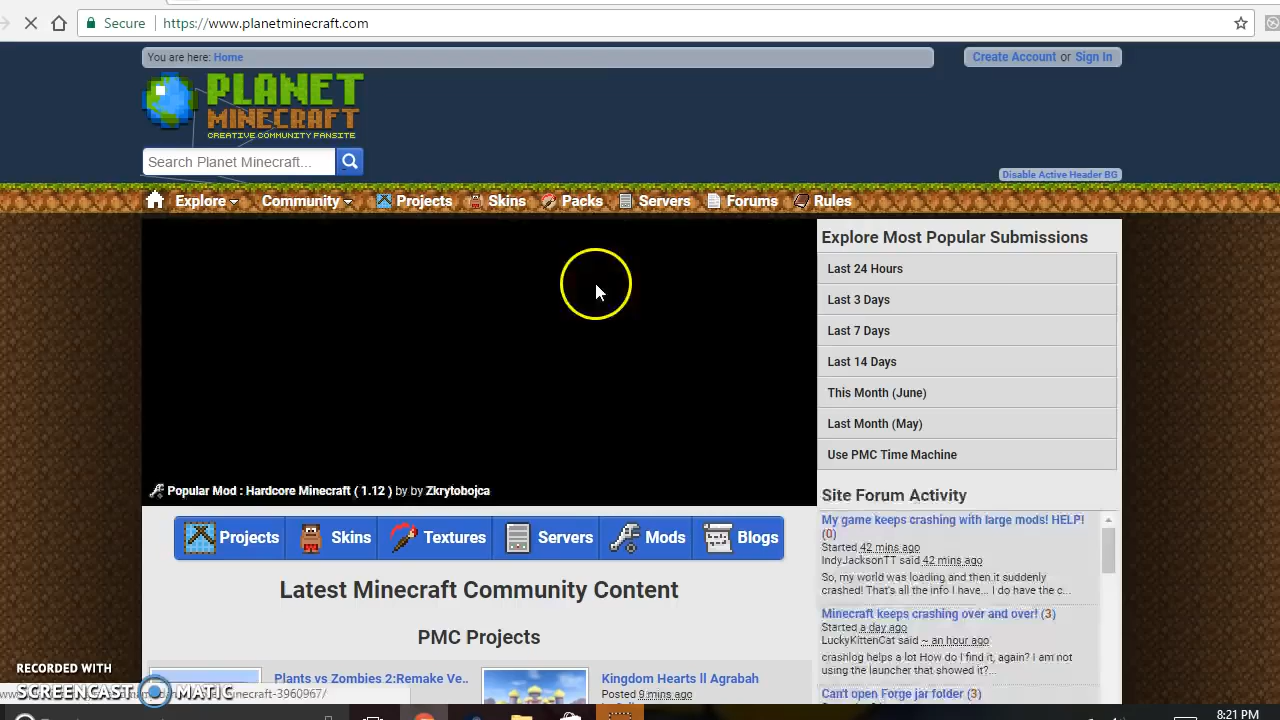 Secure https://www.planetminecraft.com
You are here: Home
Create Account or Sign In
PLANET
MINECRAFT
CREATIVE COMMUNITY FANSITE
Search Planet Minecraft...
Disable Active Header BG
Explore Community Projects Skins Packs Servers Forums Rules
Popular Mod : Hardcore Minecraft ( 1.12 ) by by Zkrytobojca
Projects Skins Textures Servers Mods Blogs
Latest Minecraft Community Content
PMC Projects
Plants vs Zombies 2:Remake Ve..
Kingdom Hearts ll Agrabah
Posted 9 mins ago
Explore Most Popular Submissions
Last 24 Hours
Last 3 Days
Last 7 Days
Last 14 Days
This Month (June)
Last Month (May)
Use PMC Time Machine
Site Forum Activity
My game keeps crashing with large mods! HELP!
(0)
Started 42 mins ago
IndyJacksonTT said 42 mins ago
So, my world was loading and then it suddenly
crashed! That's all the info I have... I do have the c...
Minecraft keeps crashing over and over! (3)
Started a day ago
LuckyKittenCat said ~ an hour ago
crashlog helps a lot How do I find it, again? I am not
using the launcher that showed it?...
Can't open Forge jar folder (3)
RECORDED WITH
SCREENCAST MATIC
8:21 PM